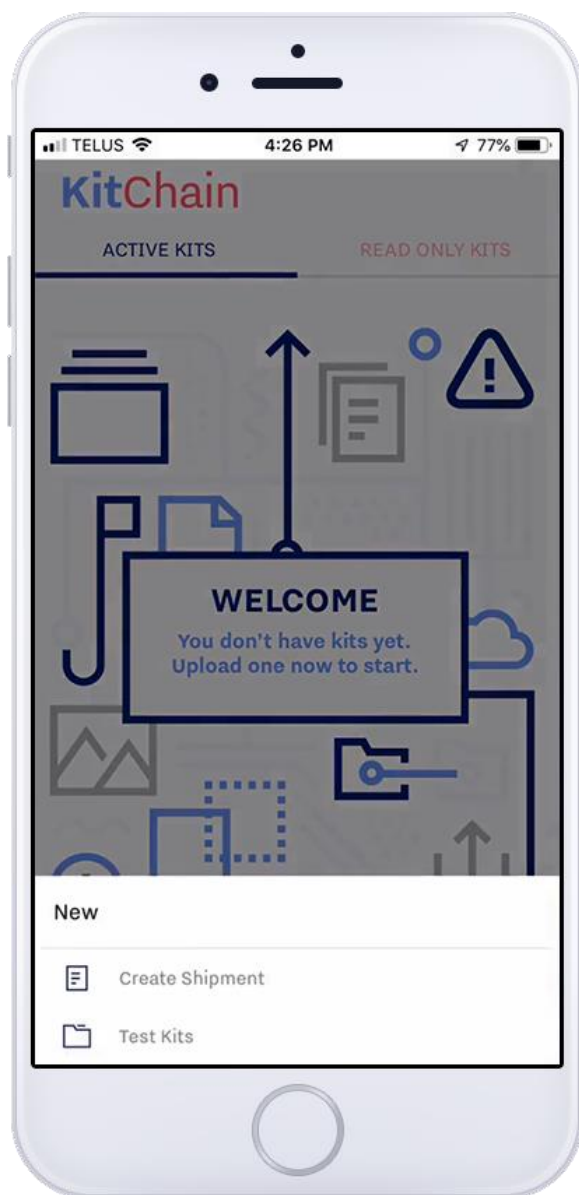 TELUS 4:26 PM 77%
KitChain
ACTIVE KITS READ ONLY KITS
WELCOME
You don't have kits yet.
Upload one now to start.
New
Create Shipment
Test Kits